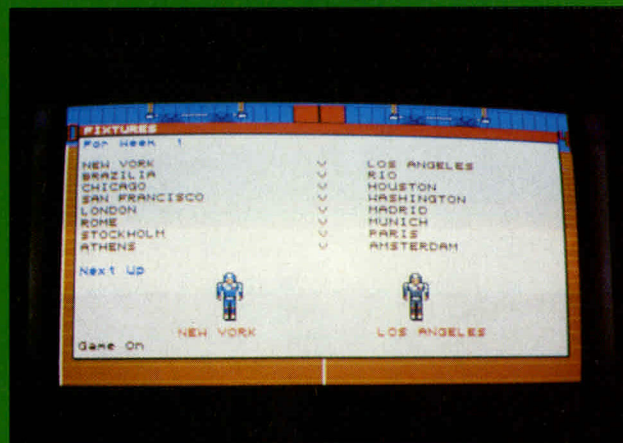 FIXTURES
For Week 1
NEW YORK V LOS ANGELES
BRAZILIA V RIO
CHICAGO V HOUSTON
SAN FRANCISCO V WASHINGTON
LONDON V MADRID
ROME V MUNICH
STOCKHOLM V PARIS
ATHENS V AMSTERDAM
Next Up
NEW YORK LOS ANGELES
Game On